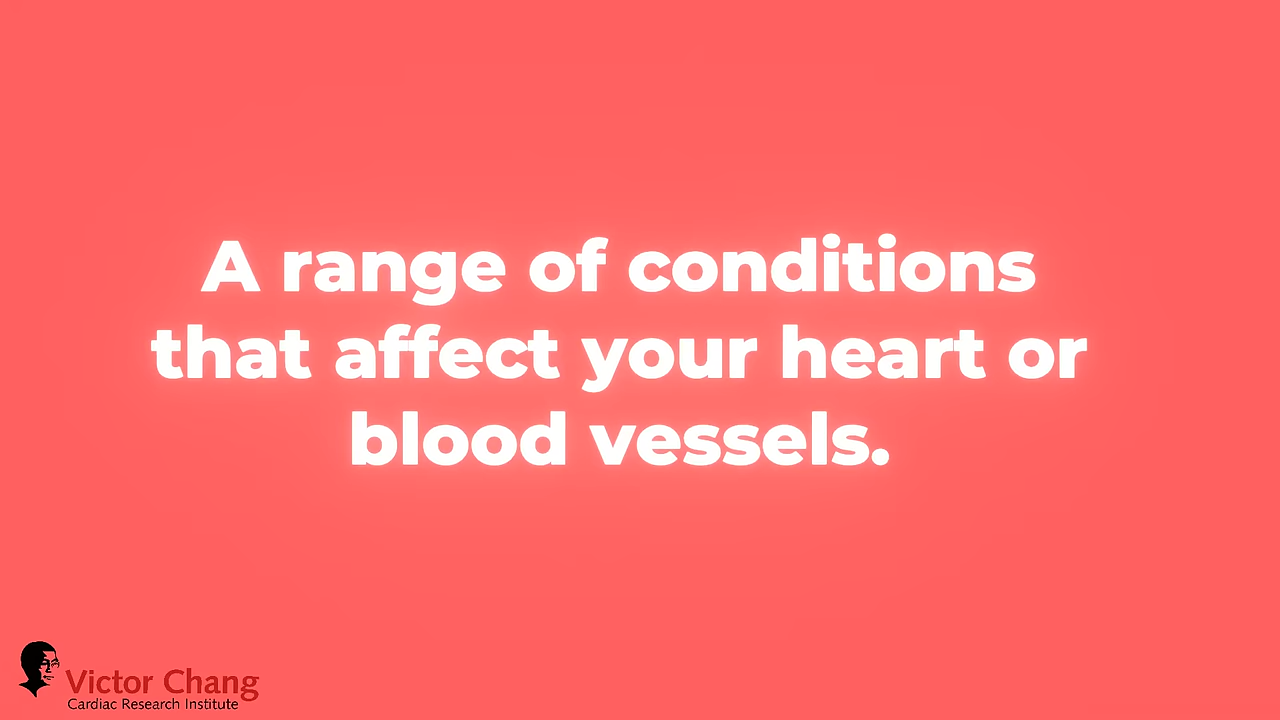 A range of conditions
that affect your heart or
blood vessels.
Victor Chang
Cardiac Research Institute